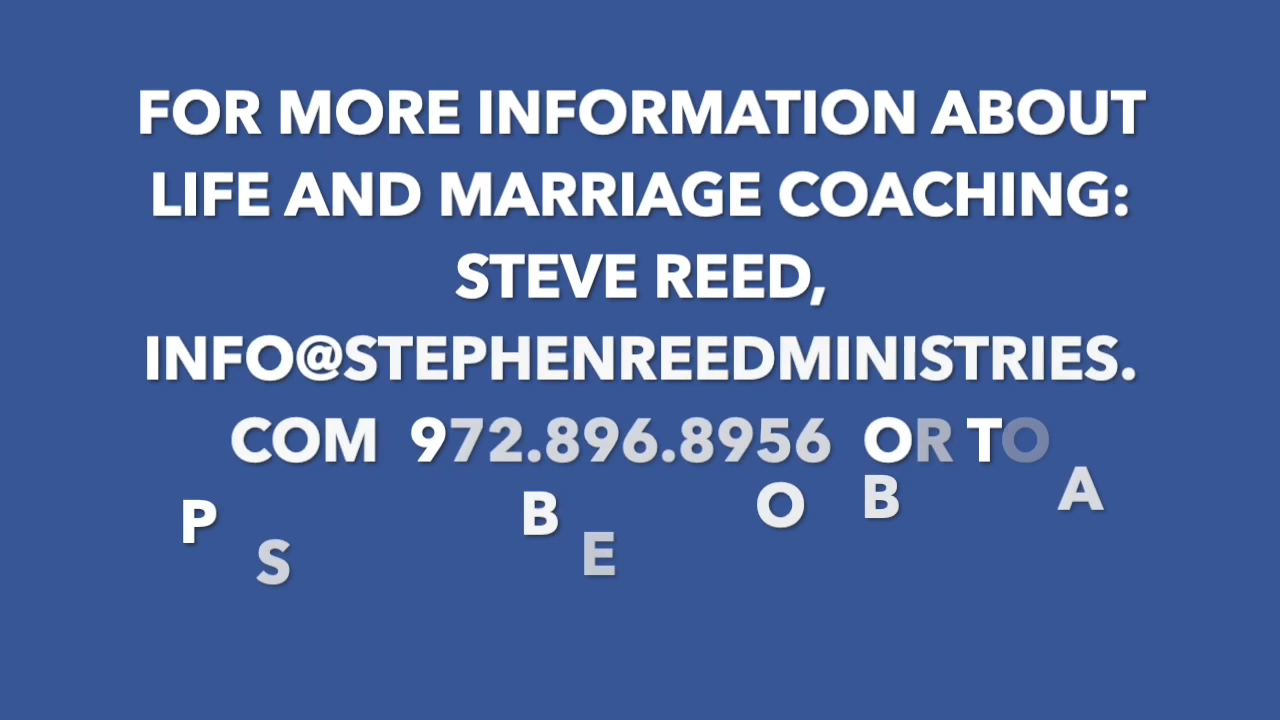 FOR MORE INFORMATION ABOUT
LIFE AND MARRIAGE COACHING:
STEVE REED,
INFO@STEPHENREEDMINISTRIES.
COM 972.896.8956 OR TO
P S B E O B A